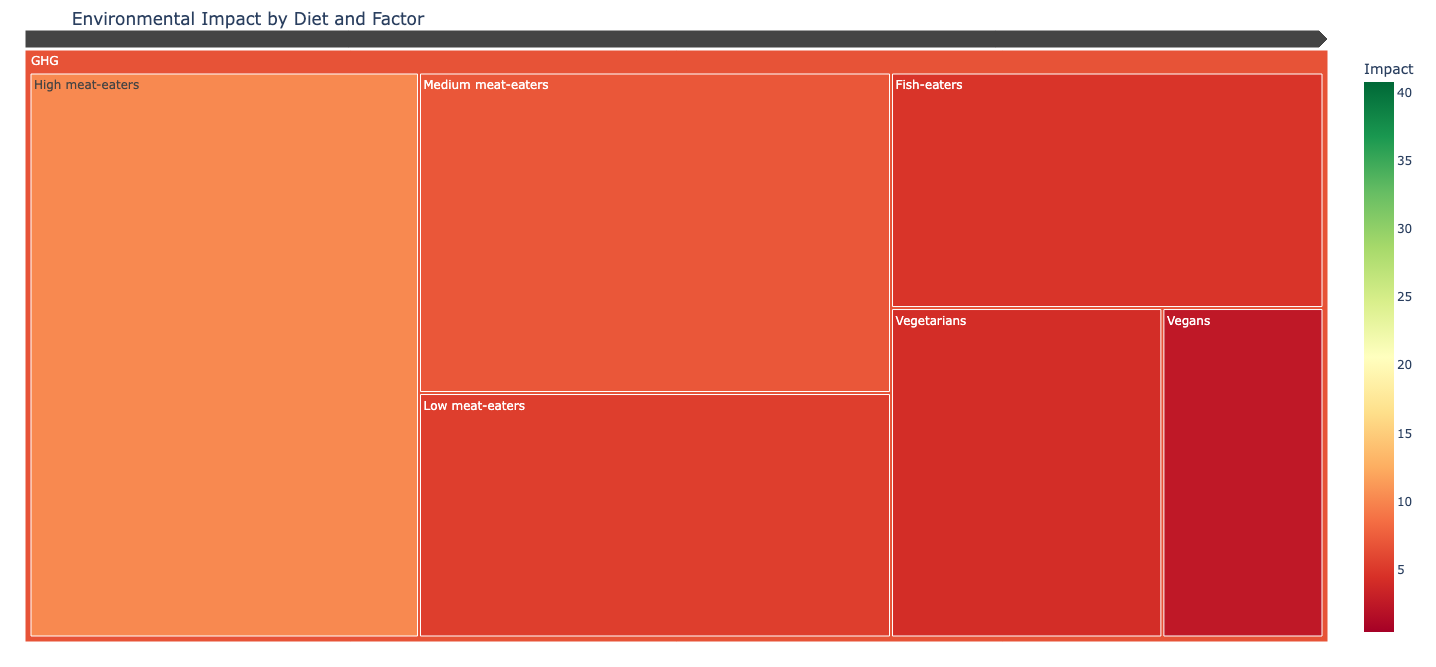 Environmental Impact by Diet and Factor
GHG
High meat-eaters
Medium meat-eaters
Fish-eaters
Low meat-eaters
Vegetarians
Vegans
Impact
40
35
30
25
20
15
10
5